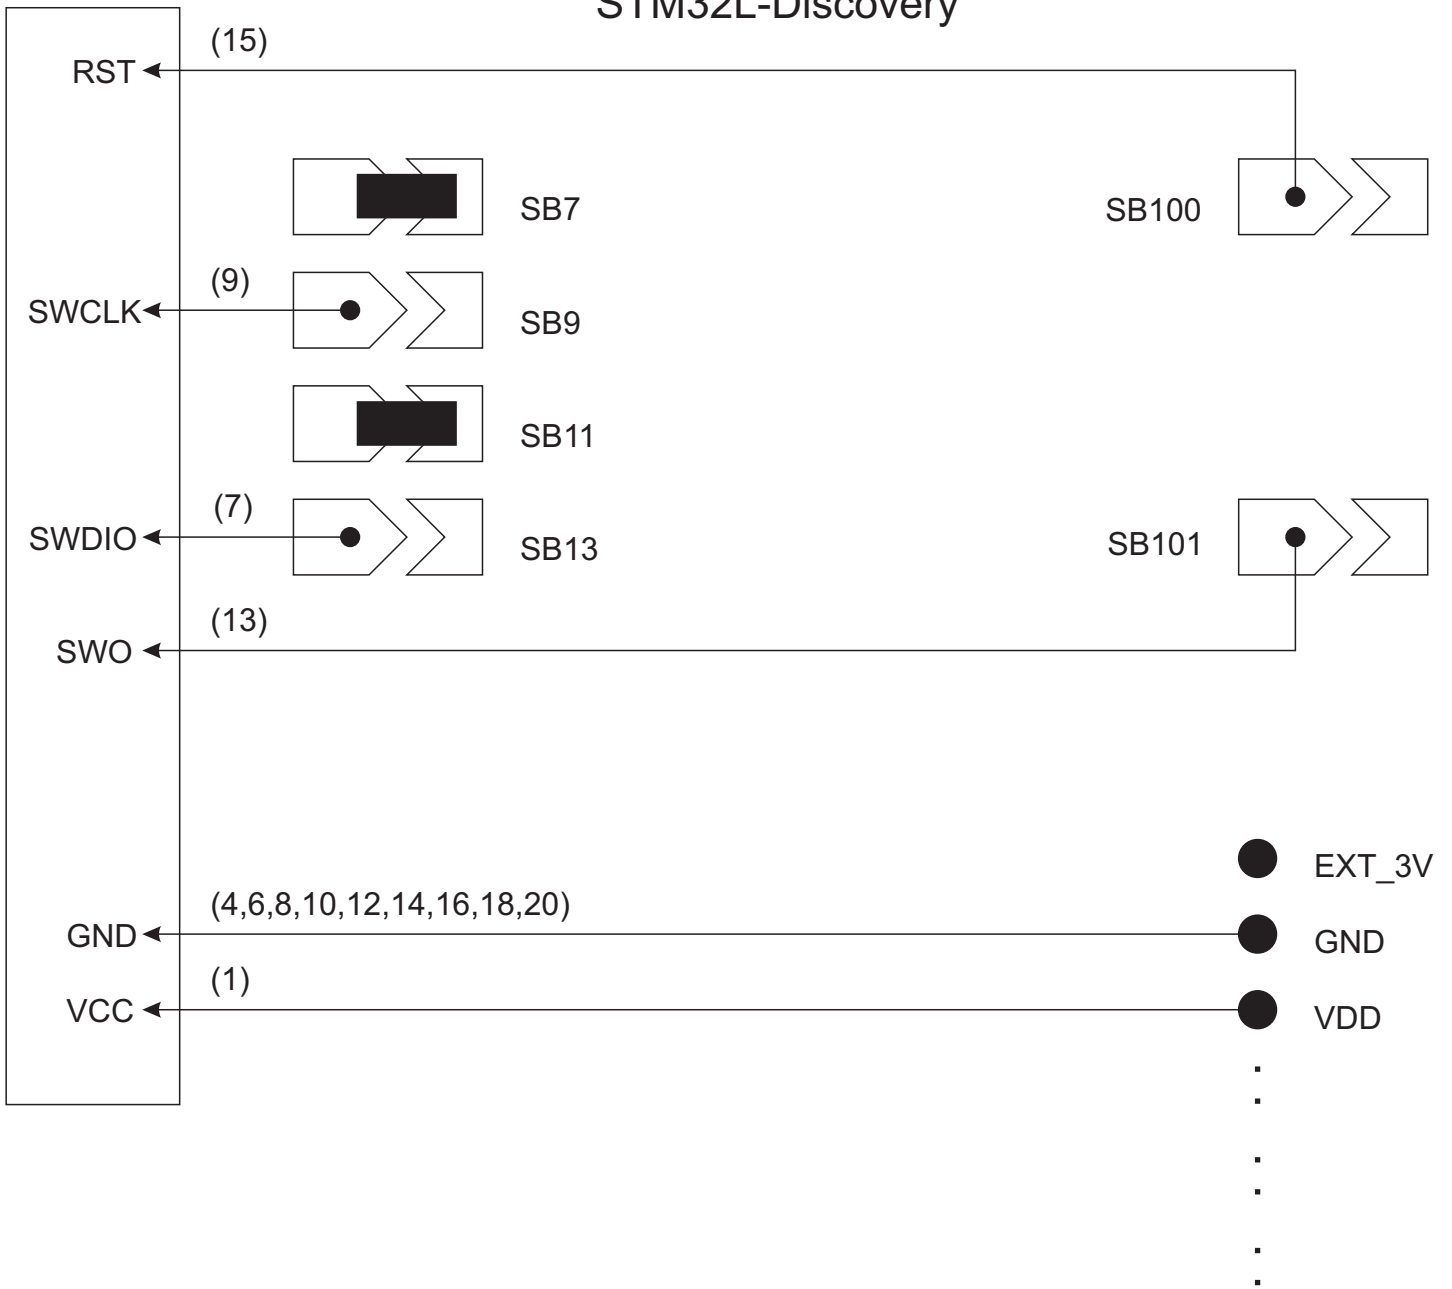 STM32L-Discovery
(15)
RST
SB7
SB100
(9)
SWCLK
SB9
SB11
(7)
SWDIO
SB13
SB101
(13)
SWO
EXT_3V
(4,6,8,10,12,14,16,18,20)
GND
GND
(1)
VCC
VDD